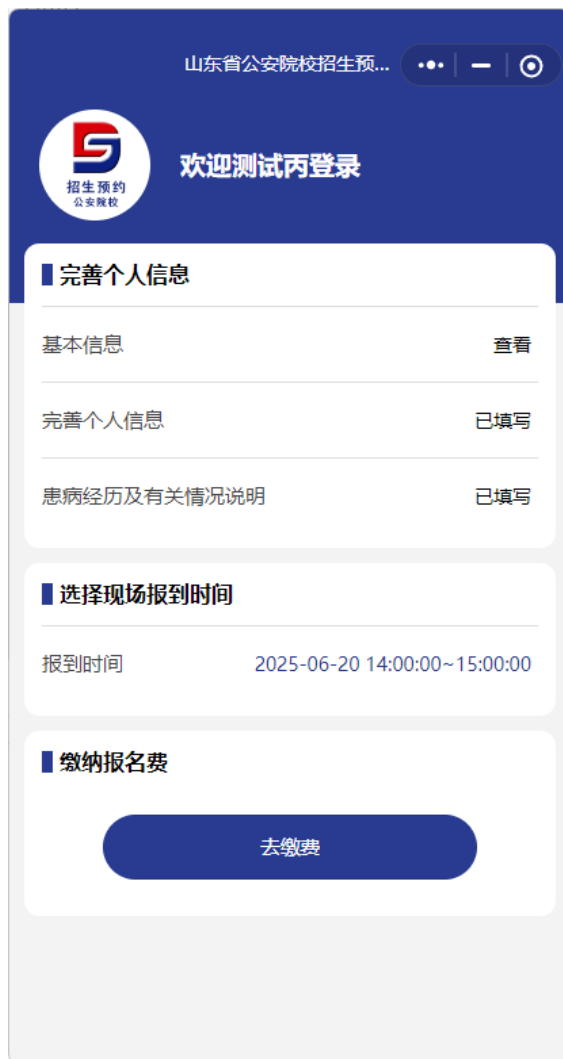 山东省公安院校招生预...
招生预约
公安院校
欢迎测试丙登录
完善个人信息
基本信息 查看
完善个人信息 已填写
患病经历及有关情况说明 已填写
选择现场报到时间
报到时间 2025-06-20 14:00:00~15:00:00
缴纳报名费
去缴费